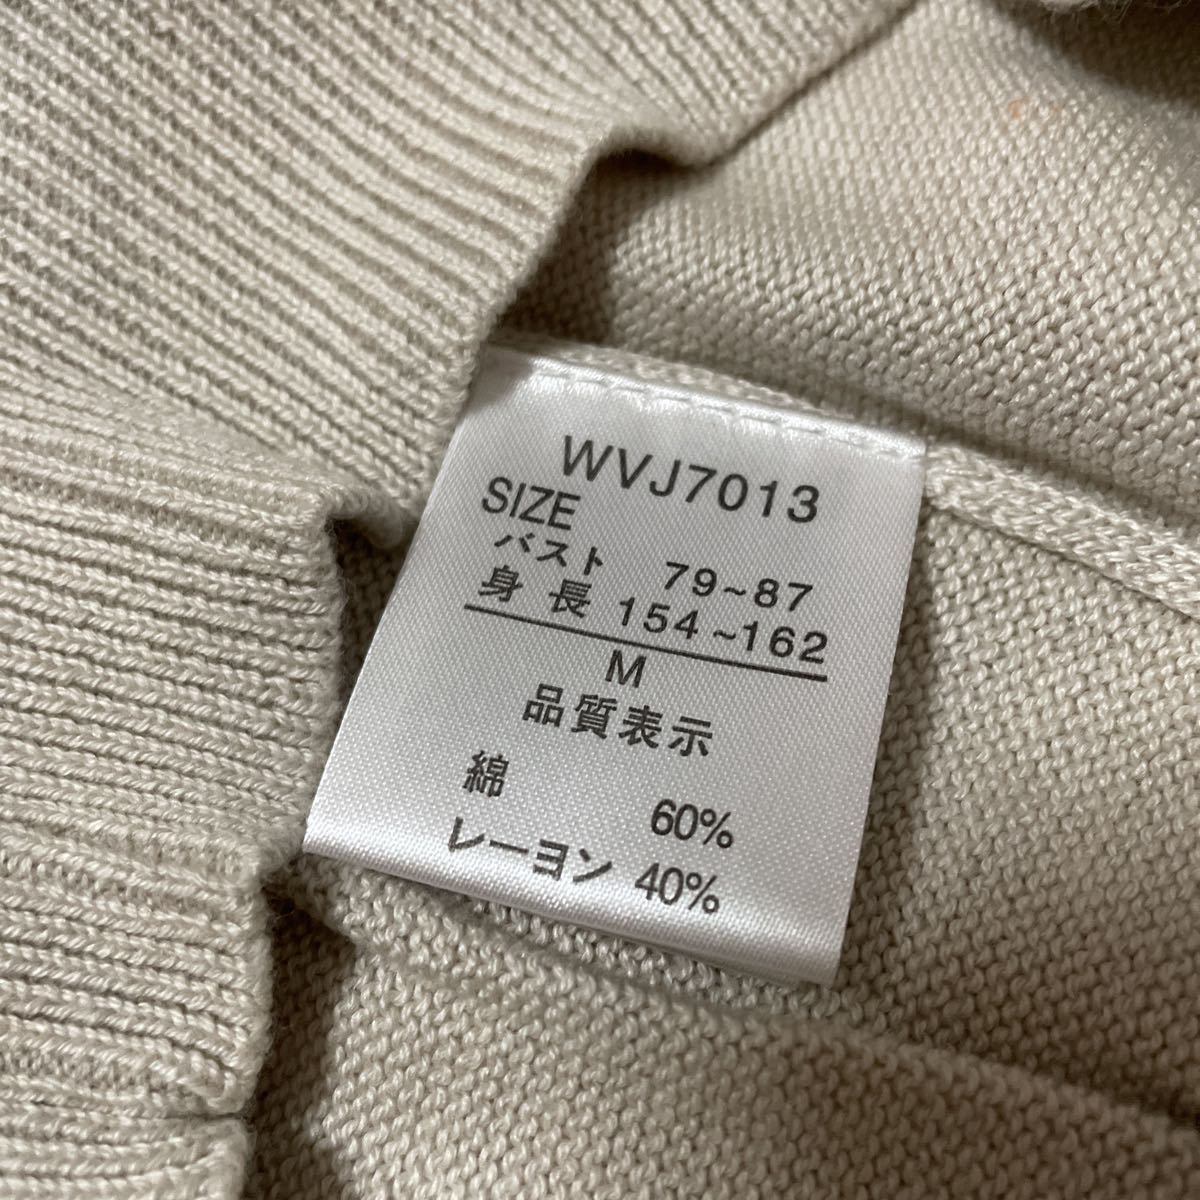 WVJ7013
SIZE
バスト 79~87
身長 154~162
M
品質表示
綿 60%
レーヨン 40%